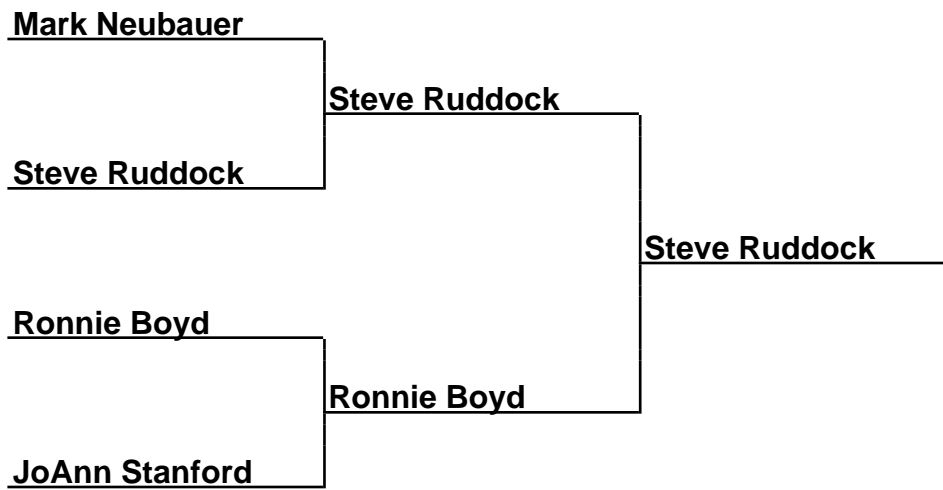 Mark Neubauer
Steve Ruddock
Steve Ruddock
Steve Ruddock
Ronnie Boyd
Ronnie Boyd
JoAnn Stanford